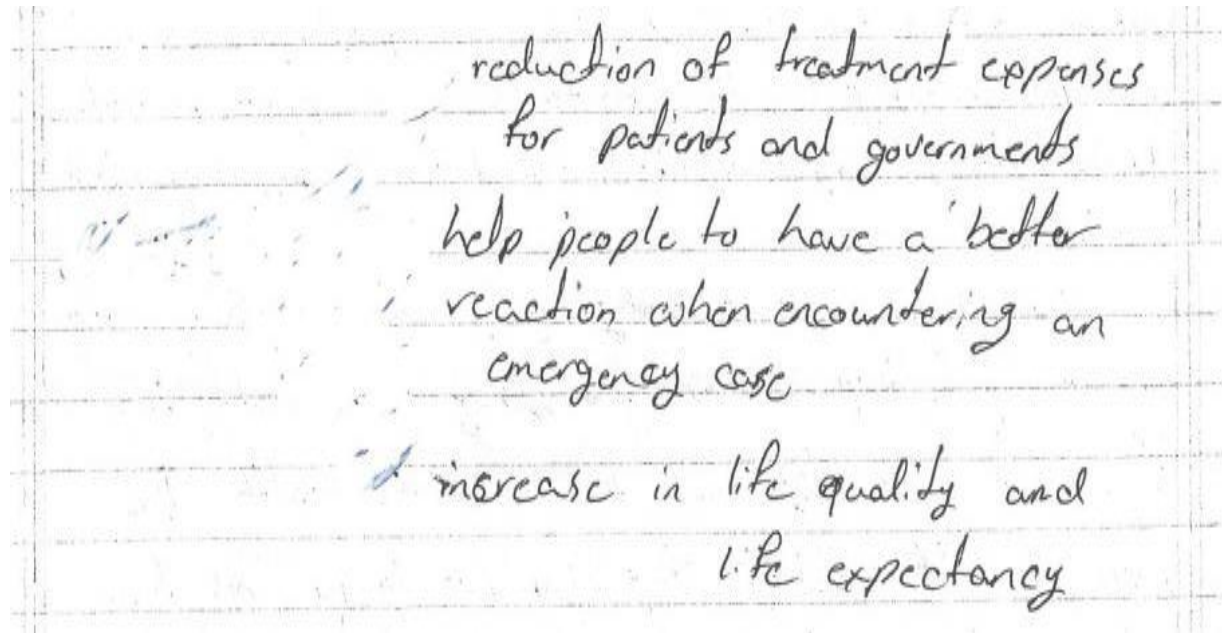 reduction of treatment expenses
for patients and governments
help people to have a better
reaction when encountering an
emergency case
increase in life quality and
life expectancy